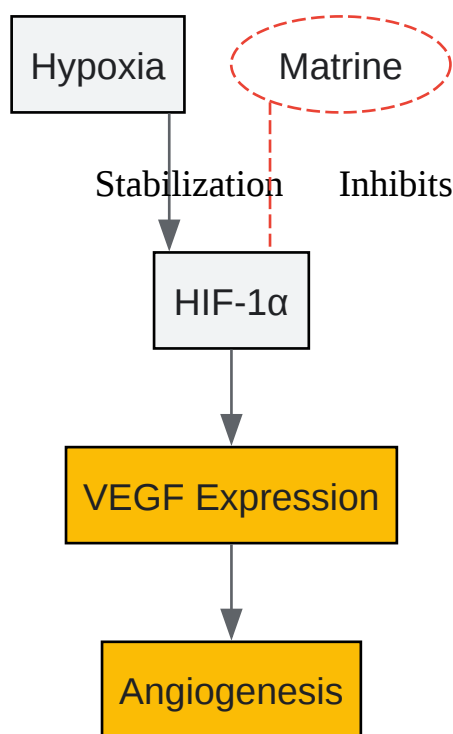 Hypoxia
Matrine
Stabilization
Inhibits
HIF-1α
VEGF Expression
Angiogenesis